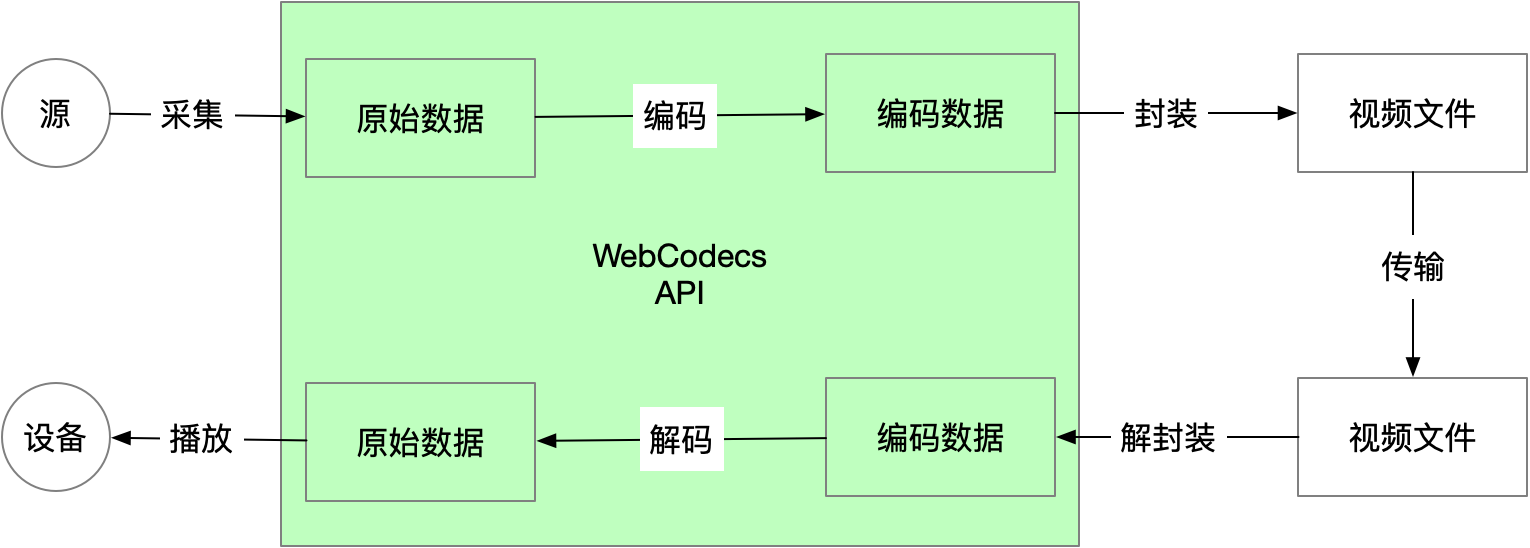 源
采集
原始数据
编码
编码数据
封装
视频文件
WebCodecs
API
传输
设备
播放
原始数据
解码
编码数据
解封装
视频文件